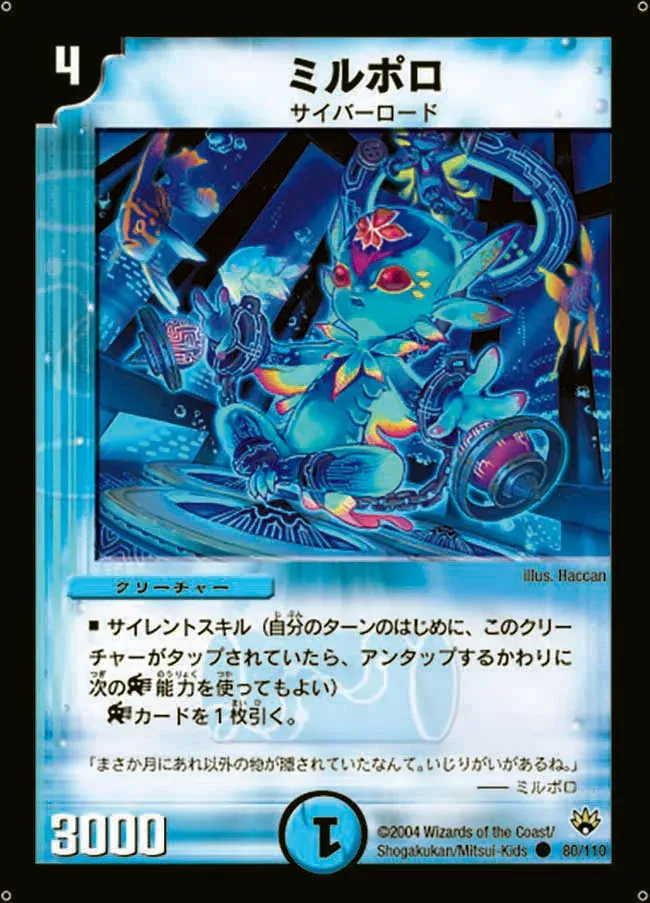 4
ミルポロ
サイバーロード
illus. Haccan
クリーチャー
■ サイレントスキル（自分のターンのはじめに、このクリー
チャーがタップされていたら、アンタップするかわりに
次の 能力を使ってもよい）
カードを１枚引く。
「まさか月にあれ以外の物が隠されていたなんて。いじりがいがあるね。」
—— ミルポロ
3000
1
©2004 Wizards of the Coast/
Shogakukan/Mitsui-Kids ● 80/110